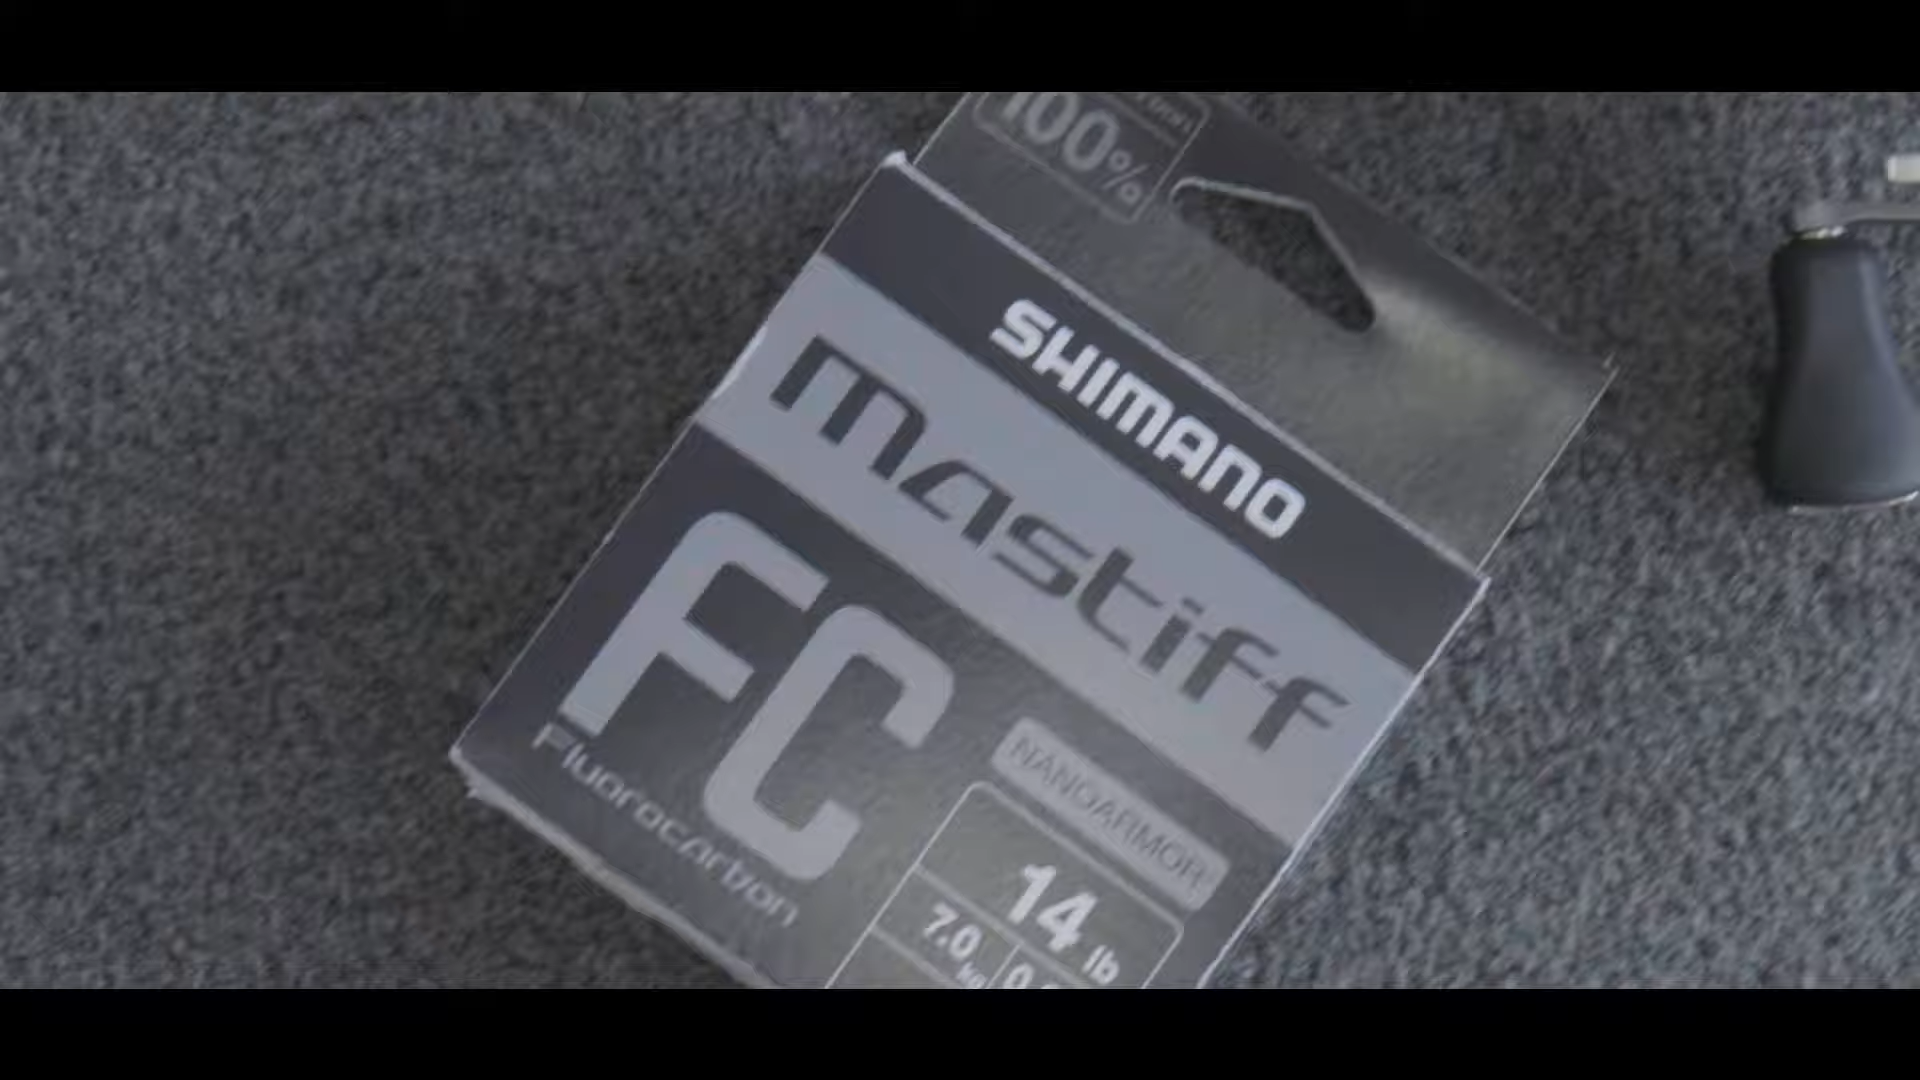 100%
SHIMANO
mastiff
FC
Fluorocarbon
NANOARMOR
14 lb
7.0 kg